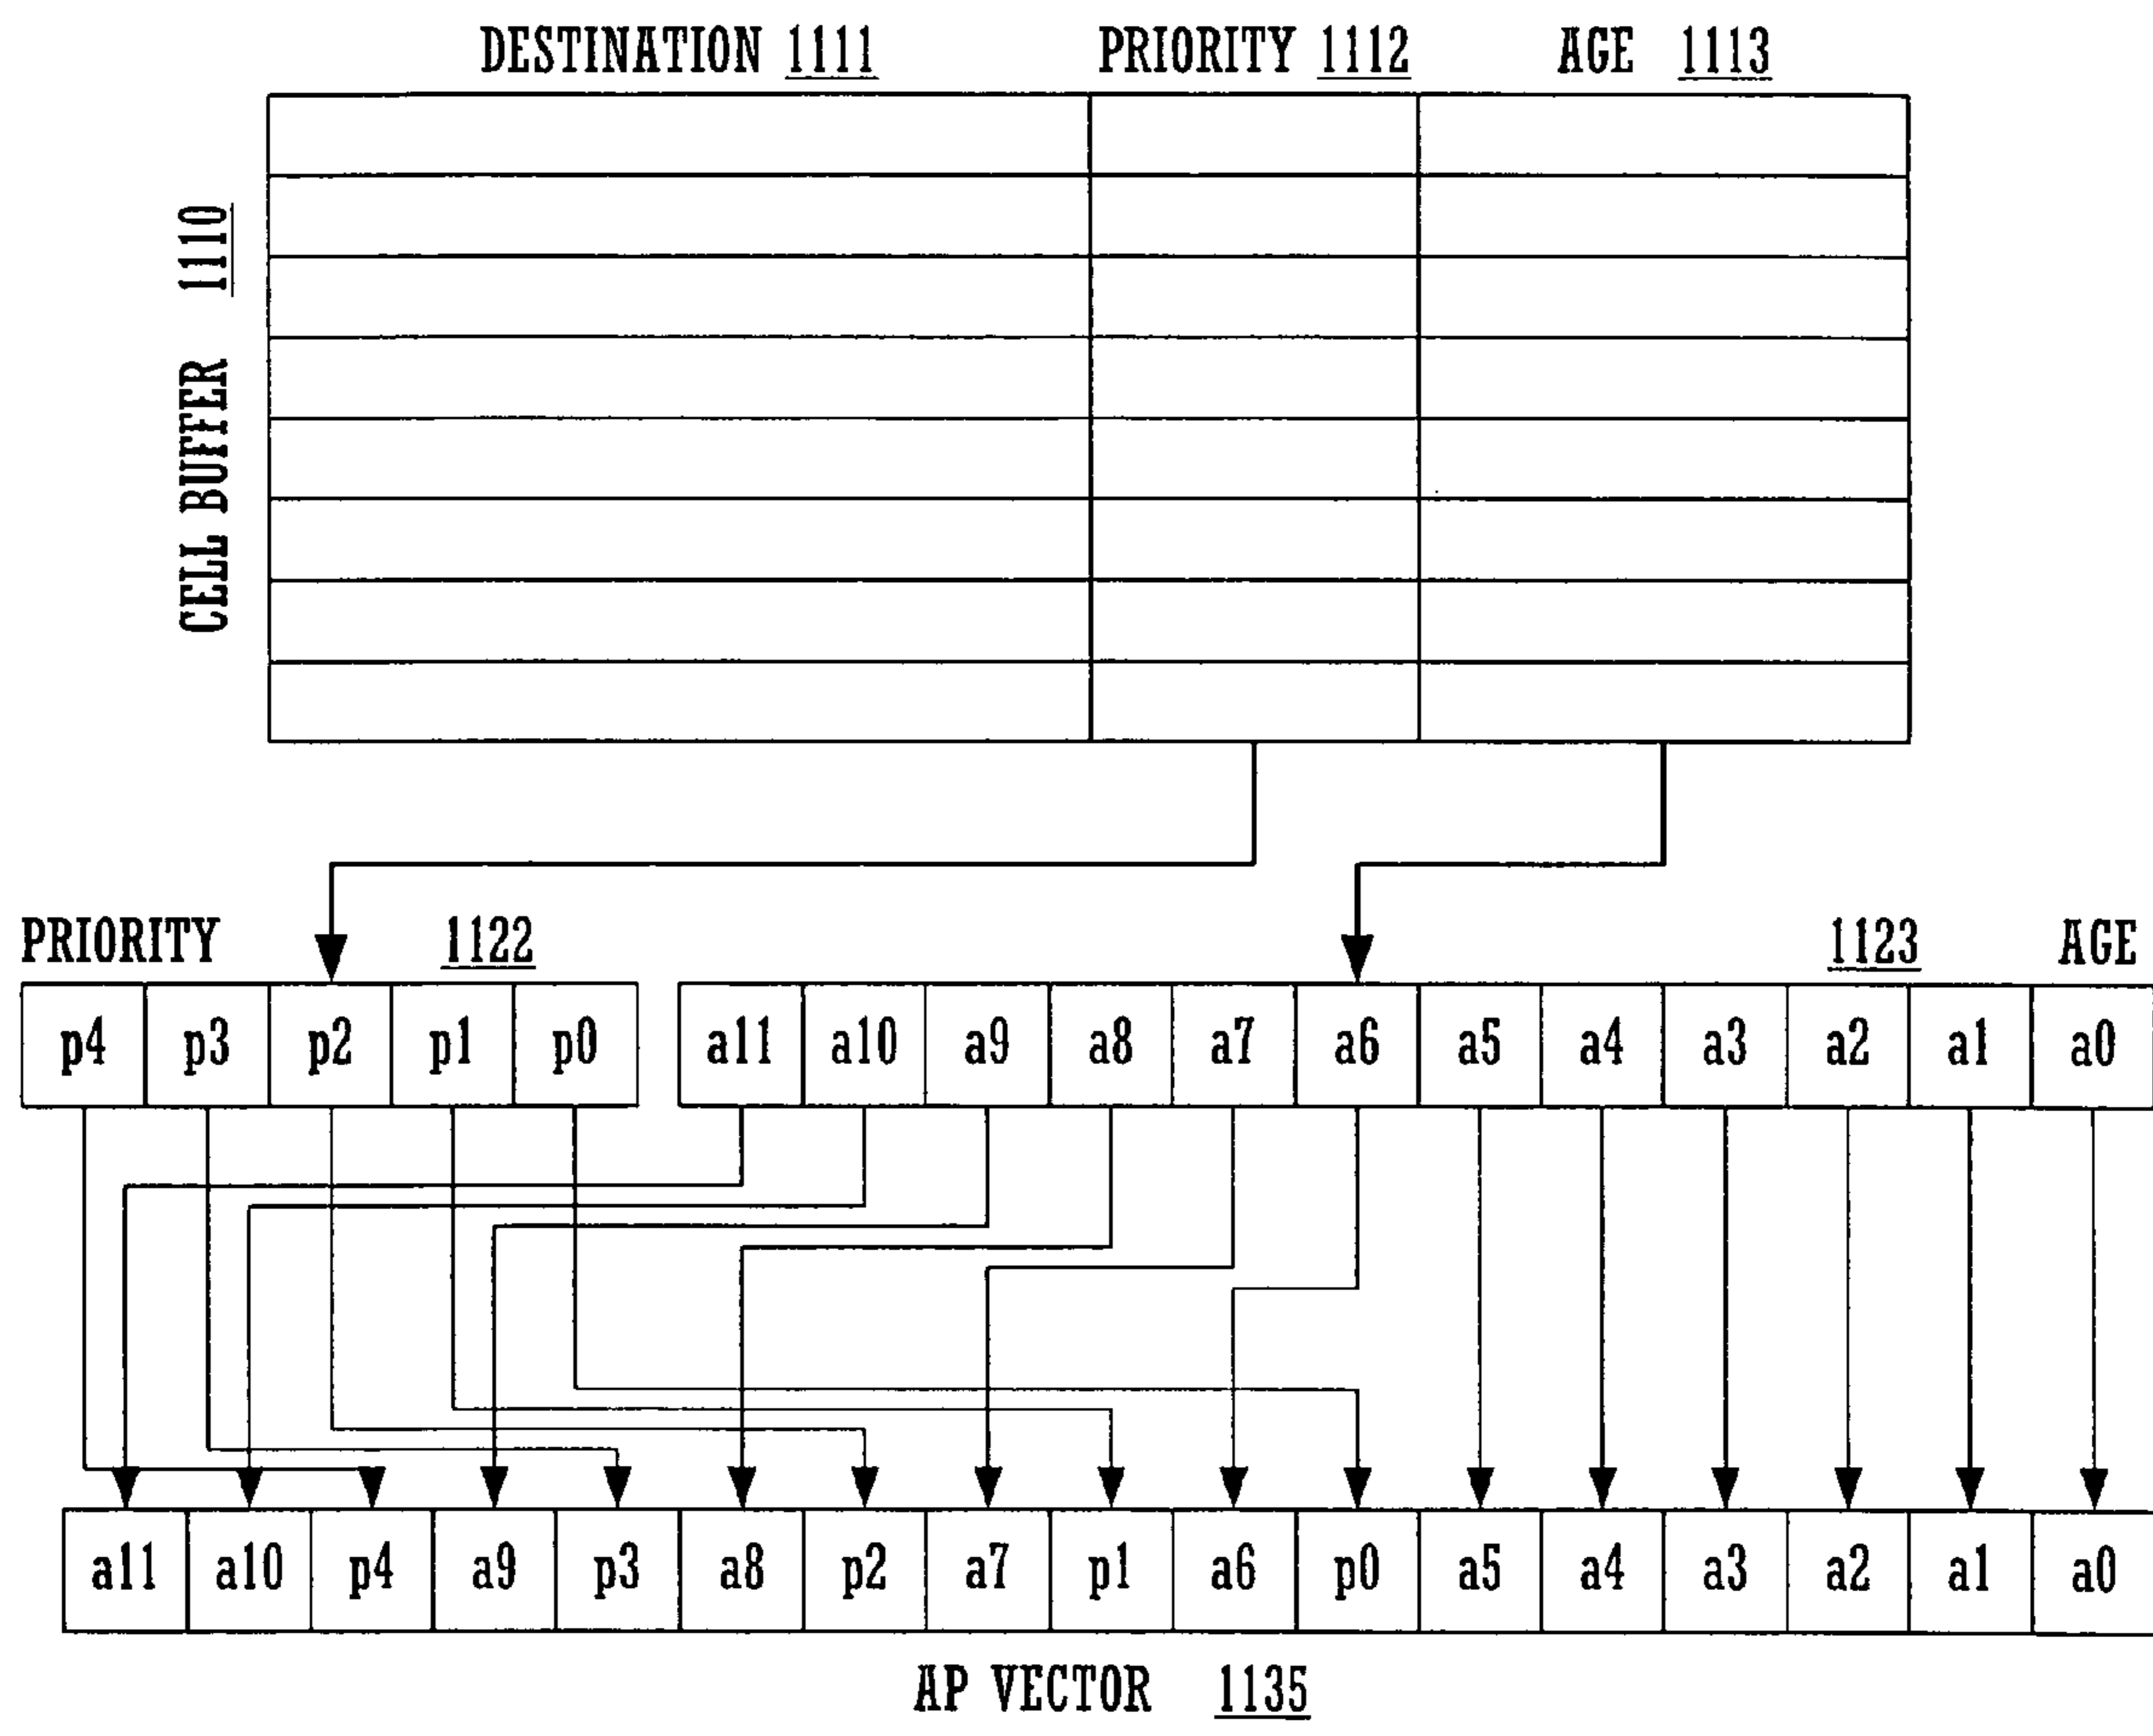 DESTINATION 1111 PRIORITY 1112 AGE 1113
CELL BUFFER 1110
PRIORITY 1122 1123 AGE
p4 p3 p2 p1 p0 a11 a10 a9 a8 a7 a6 a5 a4 a3 a2 a1 a0
a11 a10 p4 a9 p3 a8 p2 a7 p1 a6 p0 a5 a4 a3 a2 a1 a0
AP VECTOR 1135